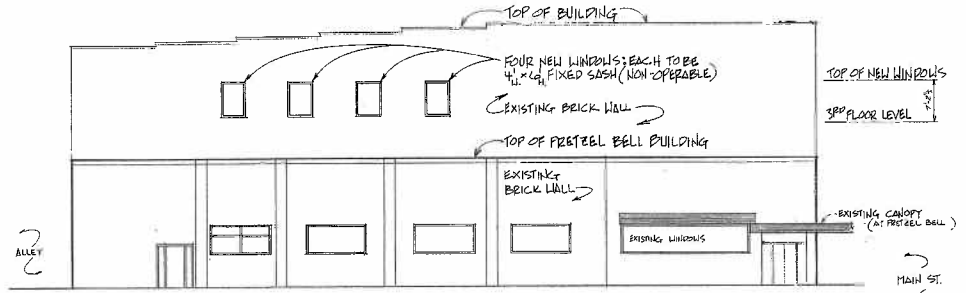 TOP OF BUILDING
FOUR NEW WINDOWS; EACH TO BE
FIXED SASH (NON-OPERABLE)
EXISTING BRICK WALL
TOP OF NEW WINDOWS
3RD FLOOR LEVEL
TOP OF PRETZEL BELL BUILDING
EXISTING
BRICK WALL
EXISTING CANOPY
(AT PRETZEL BELL)
EXISTING WINDOWS
ALLEY
MAIN ST.